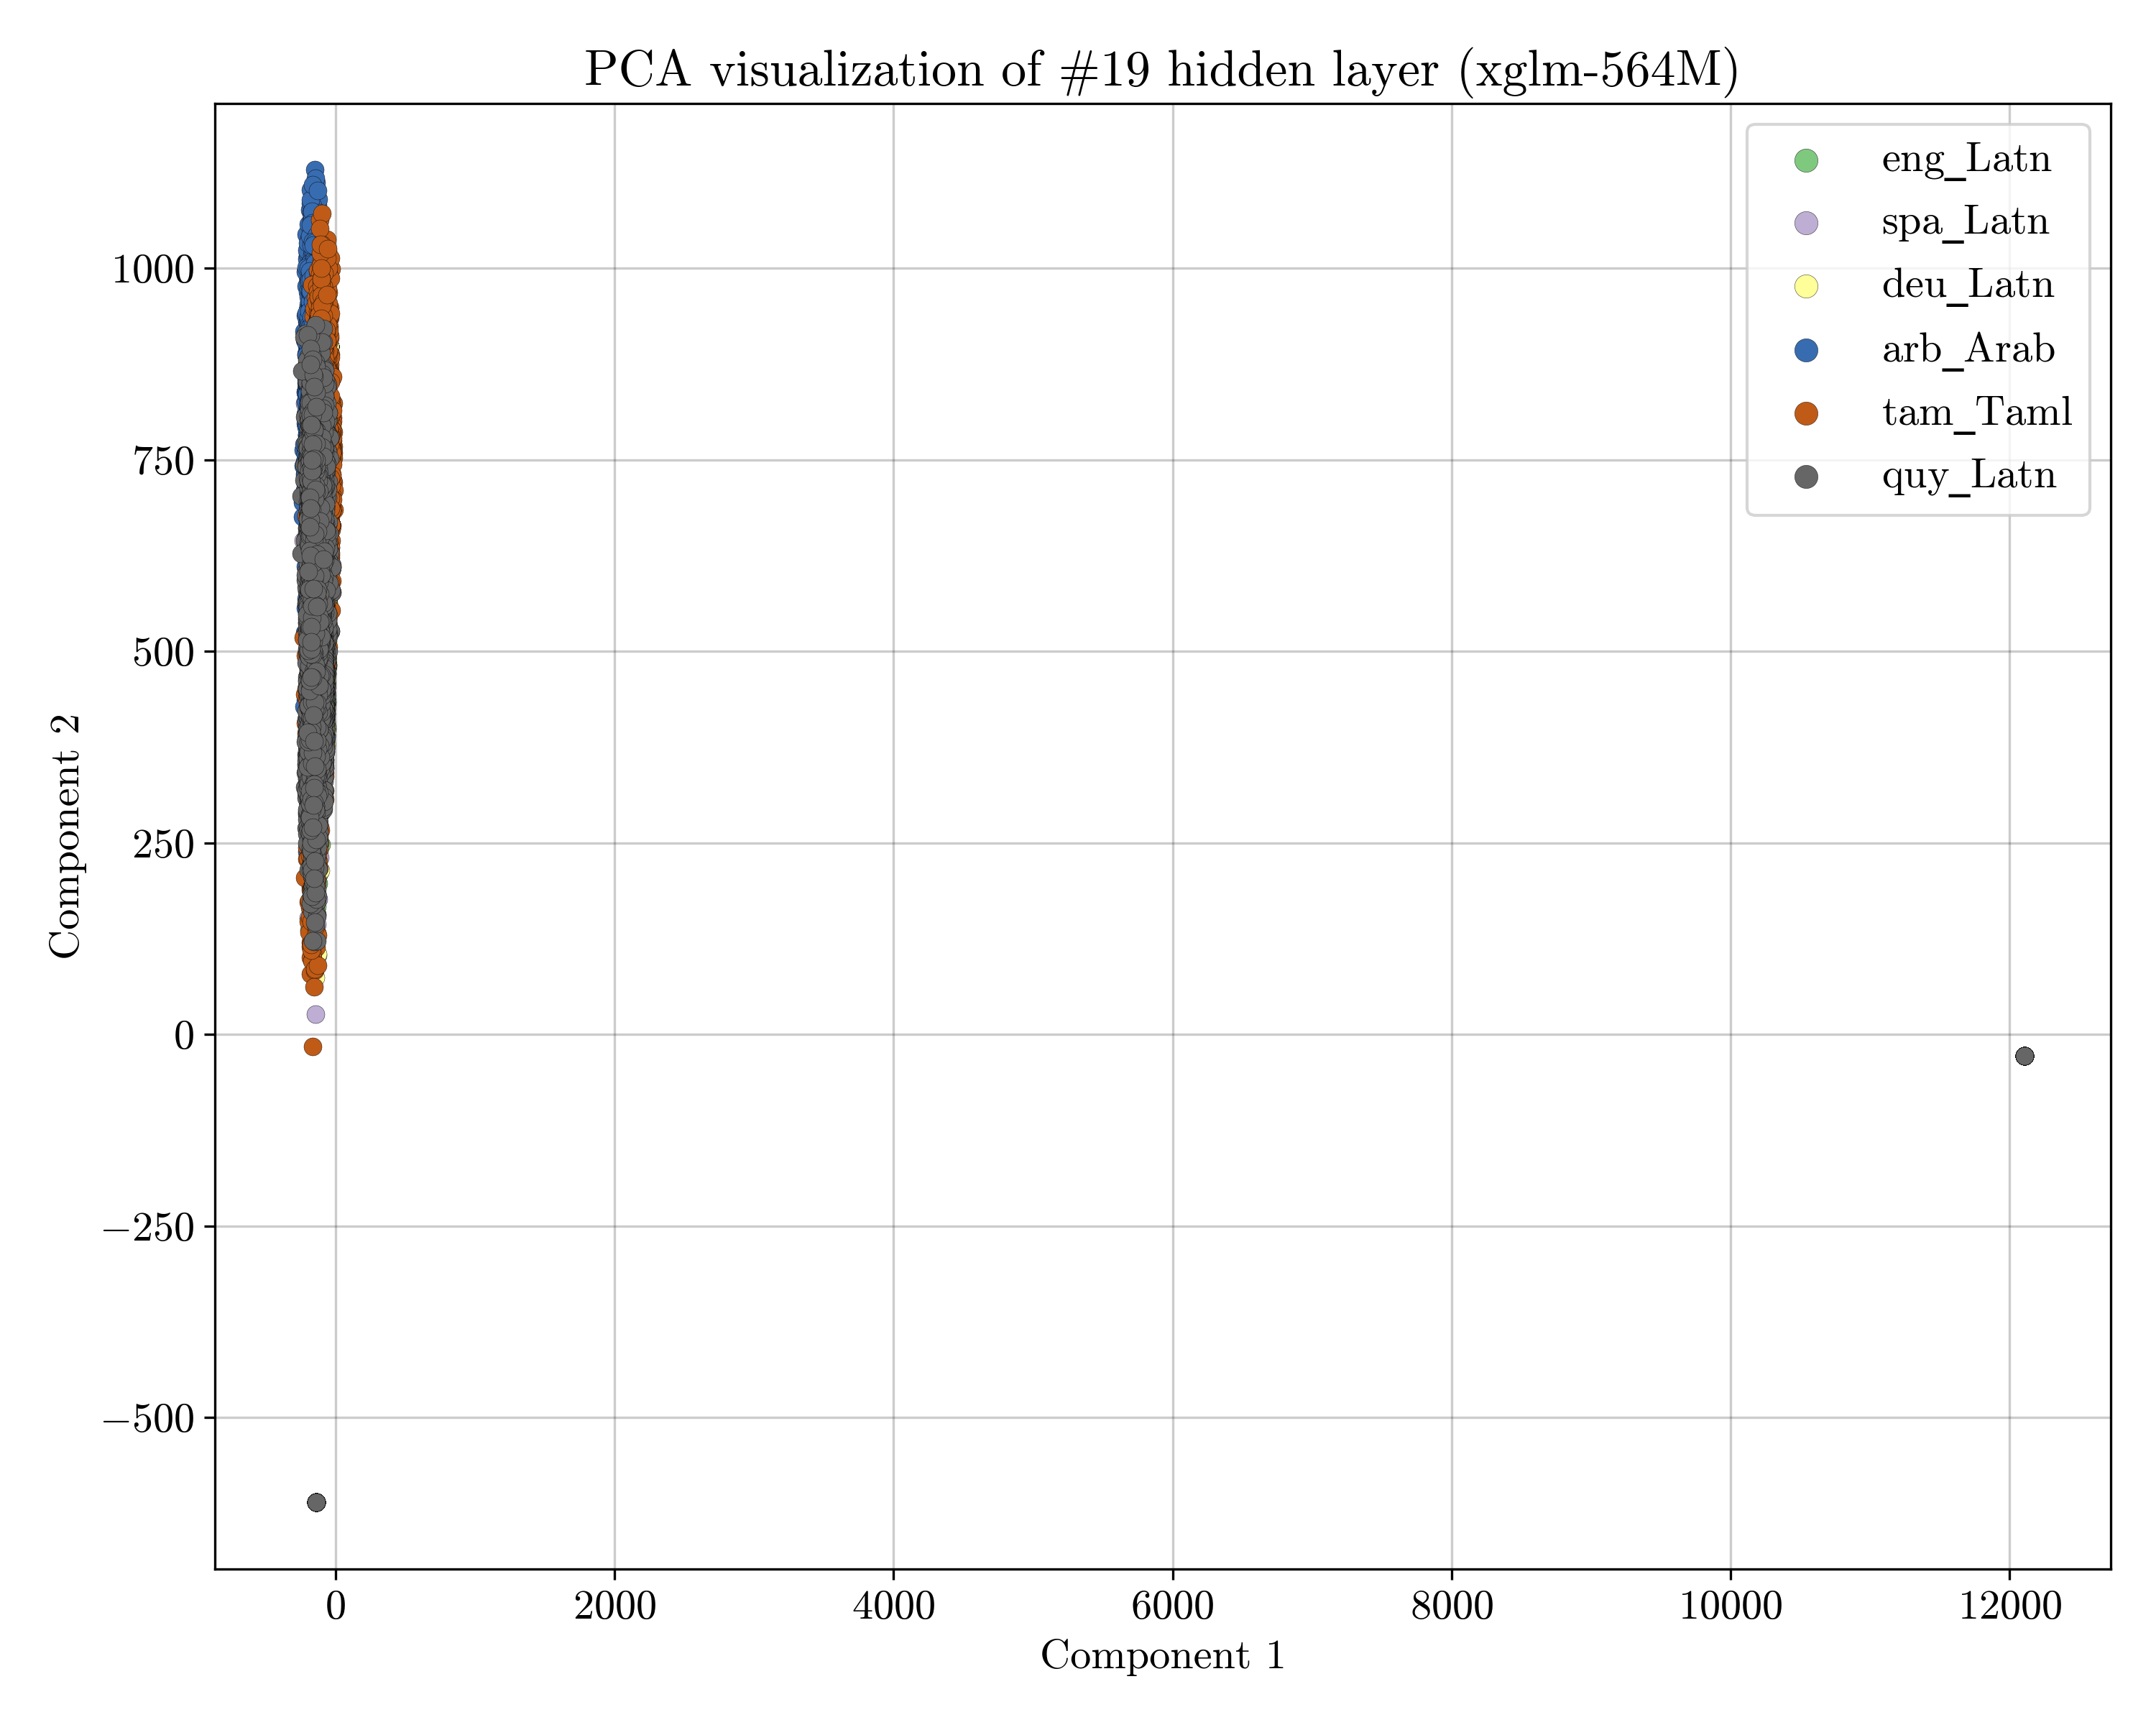 PCA visualization of #19 hidden layer (xglm-564M)
eng_Latn
spa_Latn
deu_Latn
arb_Arab
tam_Taml
quy_Latn
1000
750
500
250
0
−250
−500
Component 2
0 2000 4000 6000 8000 10000 12000
Component 1